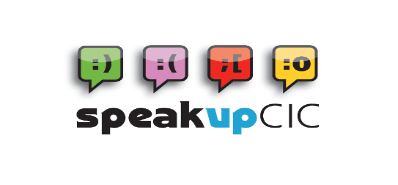 :) :( ;[ :o
speakupCIC